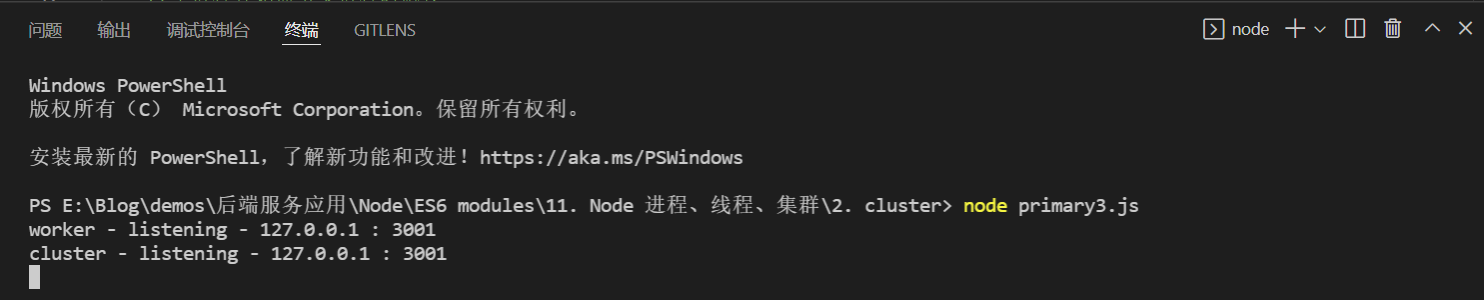 问题 输出 调试控制台 终端 GITLENS node
Windows PowerShell
版权所有（C） Microsoft Corporation。保留所有权利。
安装最新的 PowerShell，了解新功能和改进！https://aka.ms/PSWindows
PS E:\Blog\demos\后端服务应用\Node\ES6 modules\11. Node 进程、线程、集群\2. cluster> node primary3.js
worker - listening - 127.0.0.1 : 3001
cluster - listening - 127.0.0.1 : 3001